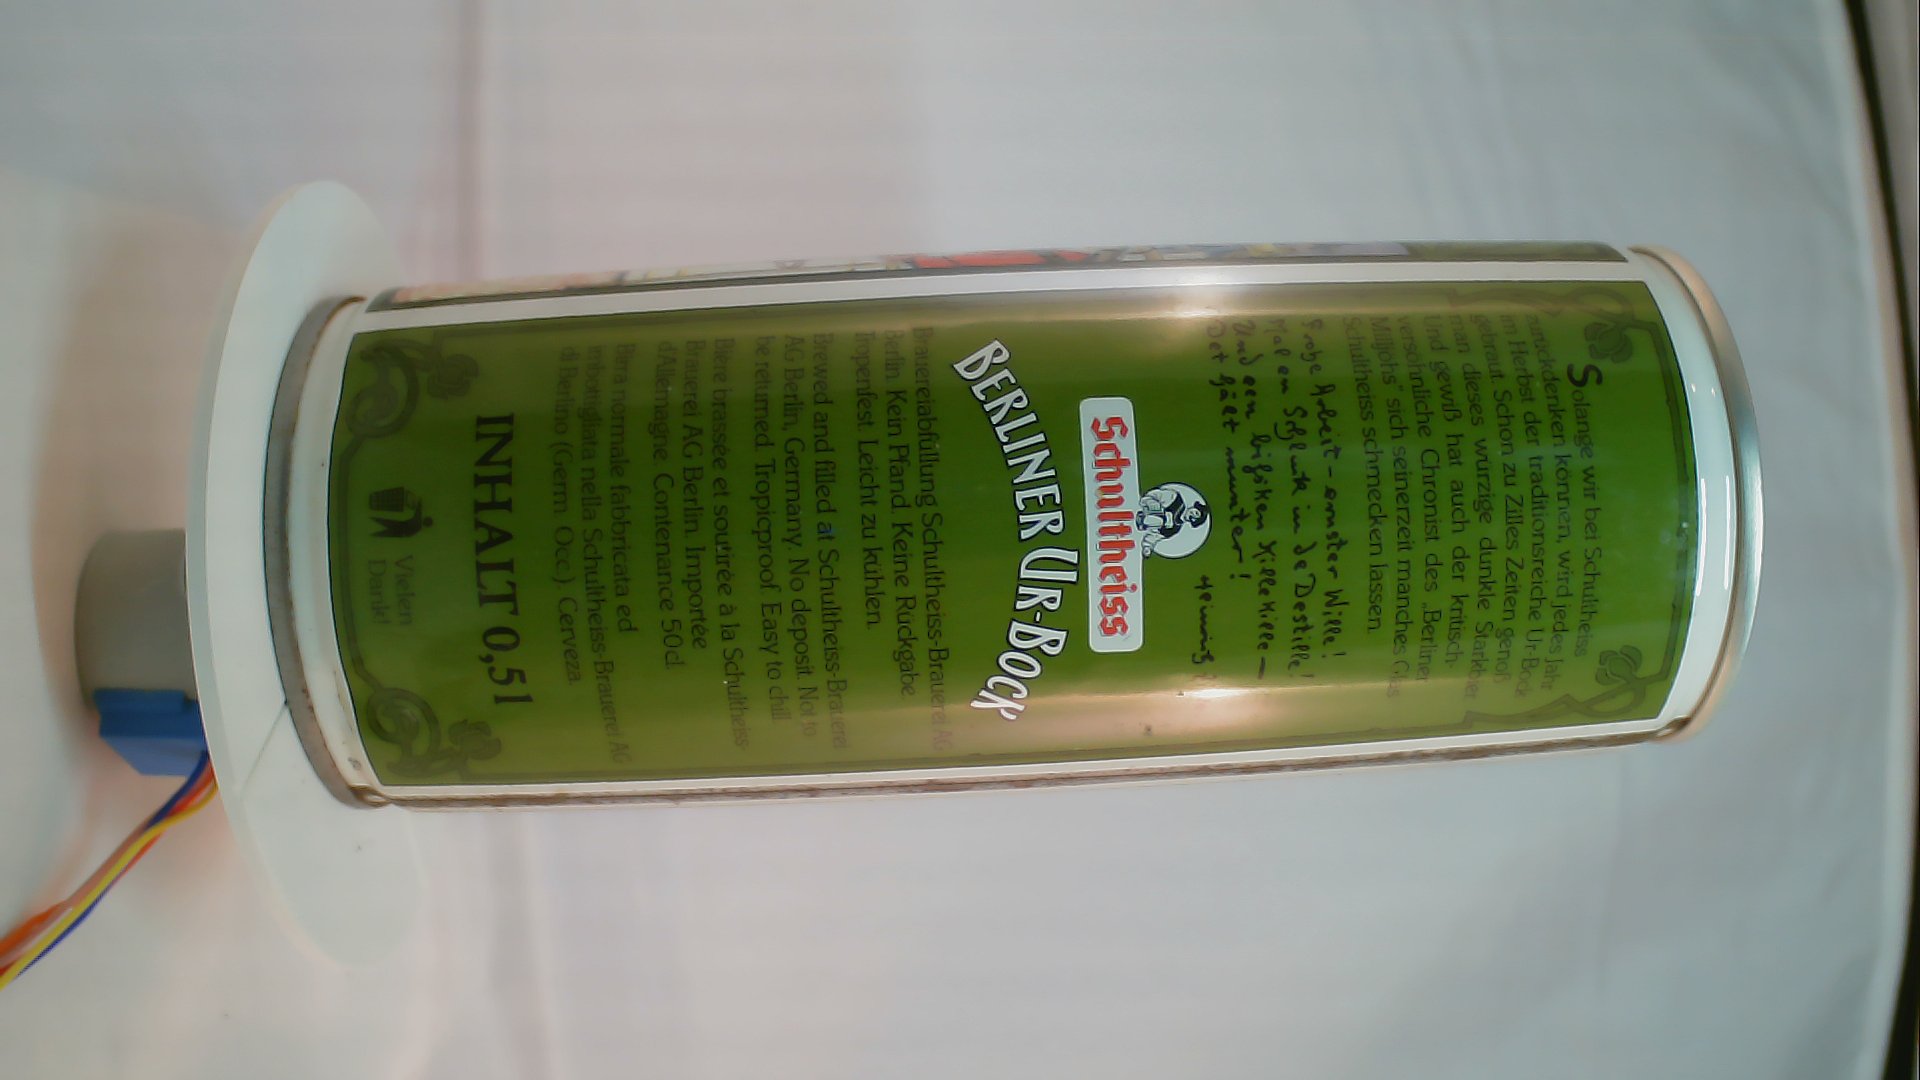 Solange wir bei Schultheiss
zurückdenken können, wird jedes Jahr
im Herbst der traditionsreiche Ur-Bock
gebraut. Schon zu Zilles Zeiten genoß
man dieses würzige dunkle Starkbier
Und gewiß hat auch der kritisch-
versöhnliche Chronist des „Berliner
Milljöhs" sich seinerzeit manches Glas
Schultheiss schmecken lassen.
Frohe Arbeit - ernster Wille!
Mal en Schluck in de Destille!
Und een bißken Kille Kille —
Det hält munter!
Heinrich
Schultheiss
BERLINER UR-BOCK
Brauereiabfüllung Schultheiss-Brauerei AG
Berlin. Kein Pfand. Keine Rückgabe.
Tropenfest. Leicht zu kühlen.
Brewed and filled at Schultheiss-Brauerei
AG Berlin, Germany. No deposit. Not to
be returned. Tropicproof. Easy to chill.
Bière brassée et soutirée à la Schultheiss-
Brauerei AG Berlin. Importée
d'Allemagne. Contenance 50 cl.
Birra normale fabbricata ed
imbottigliata nella Schultheiss-Brauerei AG
di Berlino (Germ. Occ.). Cerveza.
INHALT 0,5 l
Vielen
Dank!